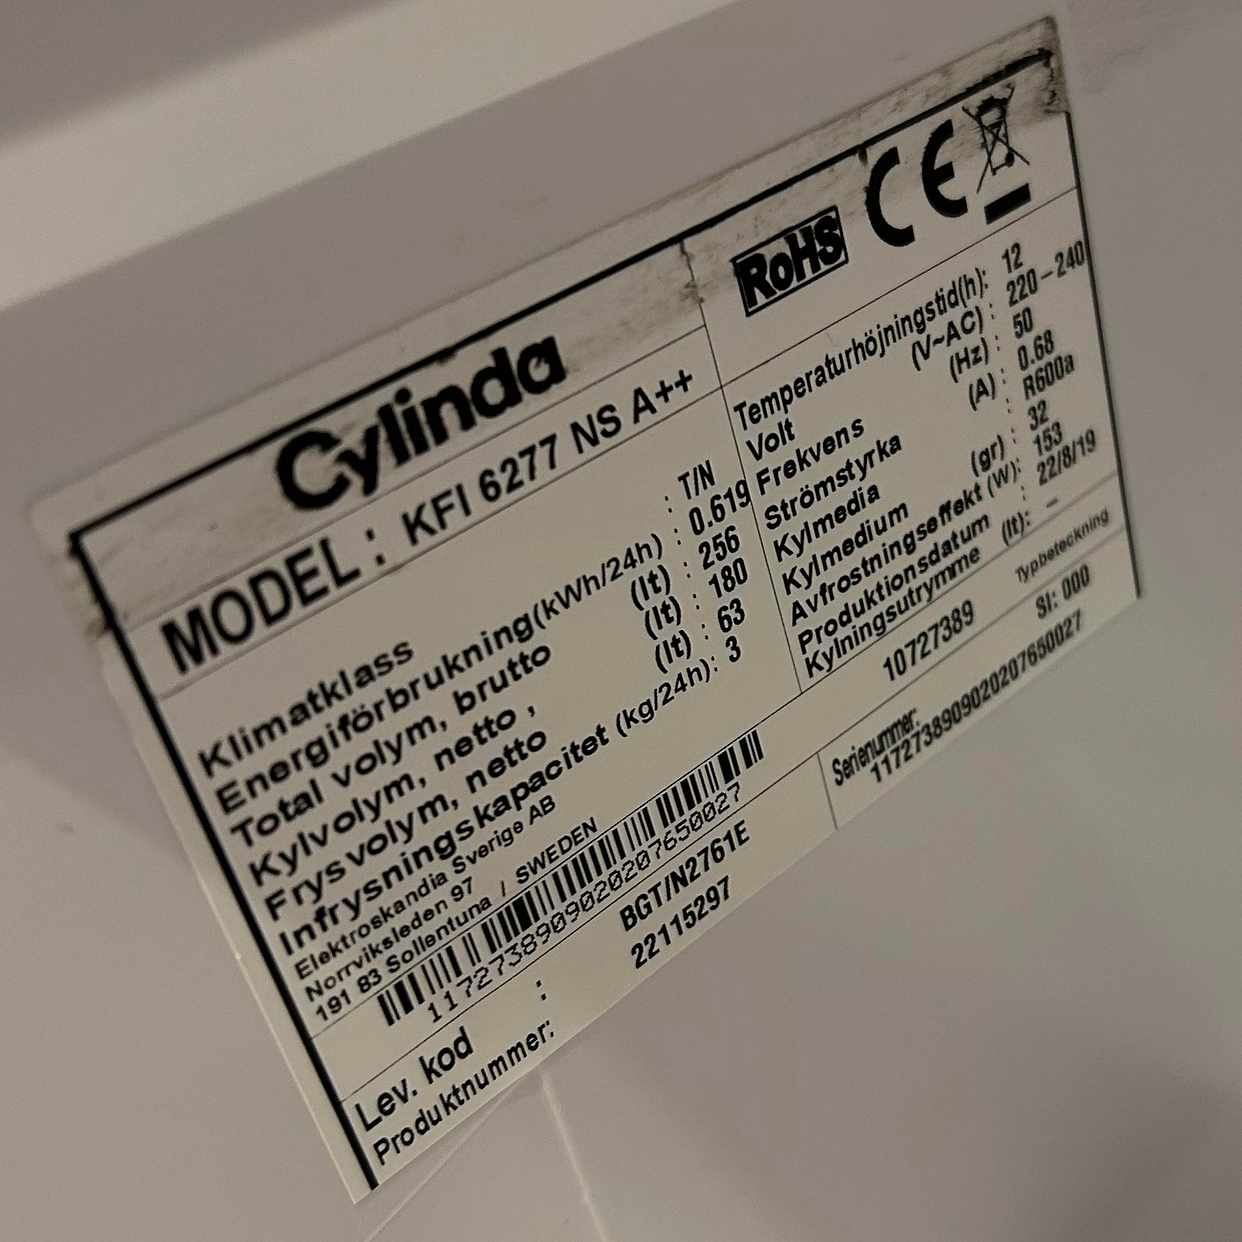 Cylinda
RoHS CE
MODEL : KFI 6277 NS A++
Klimatklass : T/N
Energiförbrukning(kWh/24h) : 0.619
Total volym, brutto (lt) : 256
Kylvolym, netto , (lt) : 180
Frysvolym, netto (lt) : 63
Infrysningskapacitet (kg/24h): 3
Elektroskandia Sverige AB
Norrviksleden 97
191 83 Sollentuna / SWEDEN
Temperaturhöjningstid(h): 12
Volt (V~AC) : 220-240
Frekvens (Hz) : 50
Strömstyrka (A) : 0.68
Kylmedia : R600a
Kylmedium (gr) : 32
Avfrostningseffekt (W): 153
Produktionsdatum : 22/8/19
Kylningsutrymme (lt): –
Typbeteckning
10727389 SI: 000
1172738909020207650027
Serienummer:
1172738909020207650027
Lev. kod : BGT/N2761E
Produktnummer: 22115297